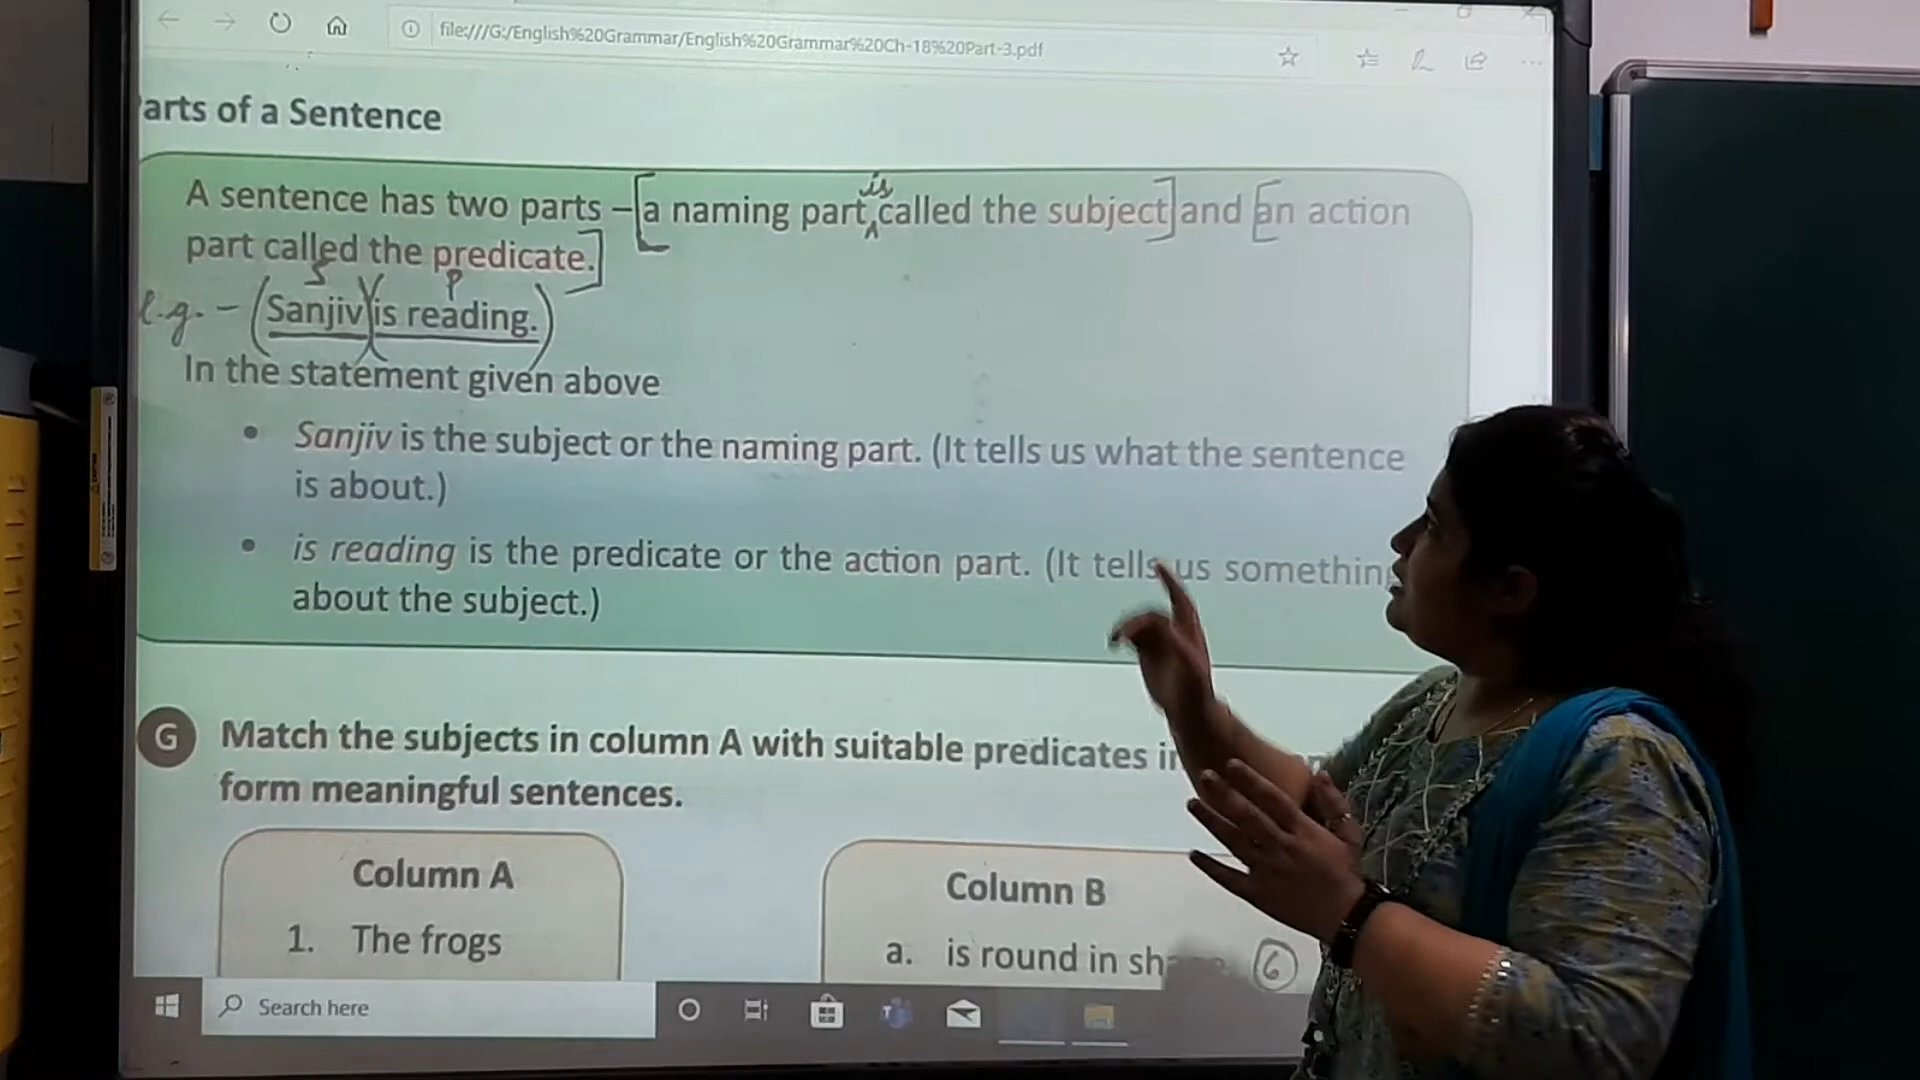 file:///G:/English%20Grammar/English%20Grammar%20Ch-18%20Part-3.pdf
arts of a Sentence
is
A sentence has two parts – [a naming part, called the subject] and [an action
part called the predicate.]
S P
e.g. - (Sanjiv)(is reading.)
In the statement given above
• Sanjiv is the subject or the naming part. (It tells us what the sentence
is about.)
• is reading is the predicate or the action part. (It tells us something
about the subject.)
G Match the subjects in column A with suitable predicates in
form meaningful sentences.
Column A
1. The frogs
Column B
a. is round in sha 6
Search here